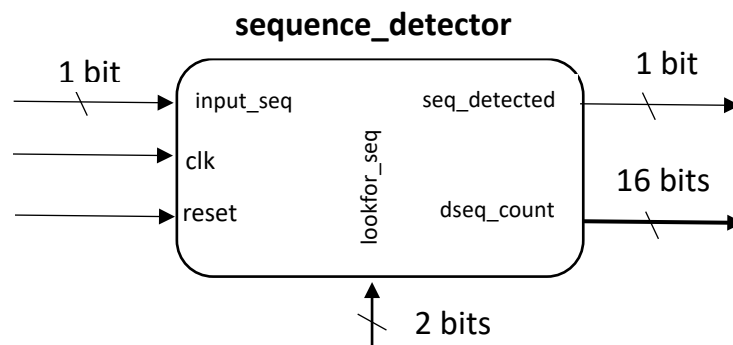 sequence_detector
1 bit
1 bit
input_seq
seq_detected
clk
16 bits
reset
lookfor_seq
dseq_count
2 bits